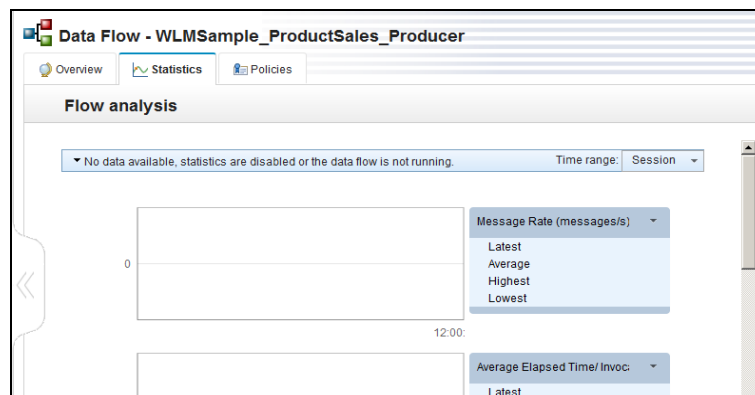 Data Flow - WLMSample_ProductSales_Producer
Overview Statistics Policies
Flow analysis
No data available, statistics are disabled or the data flow is not running. Time range: Session
Message Rate (messages/s)
Latest
Average
0
Highest
Lowest
12:00:
Average Elapsed Time/ Invoc
Latest